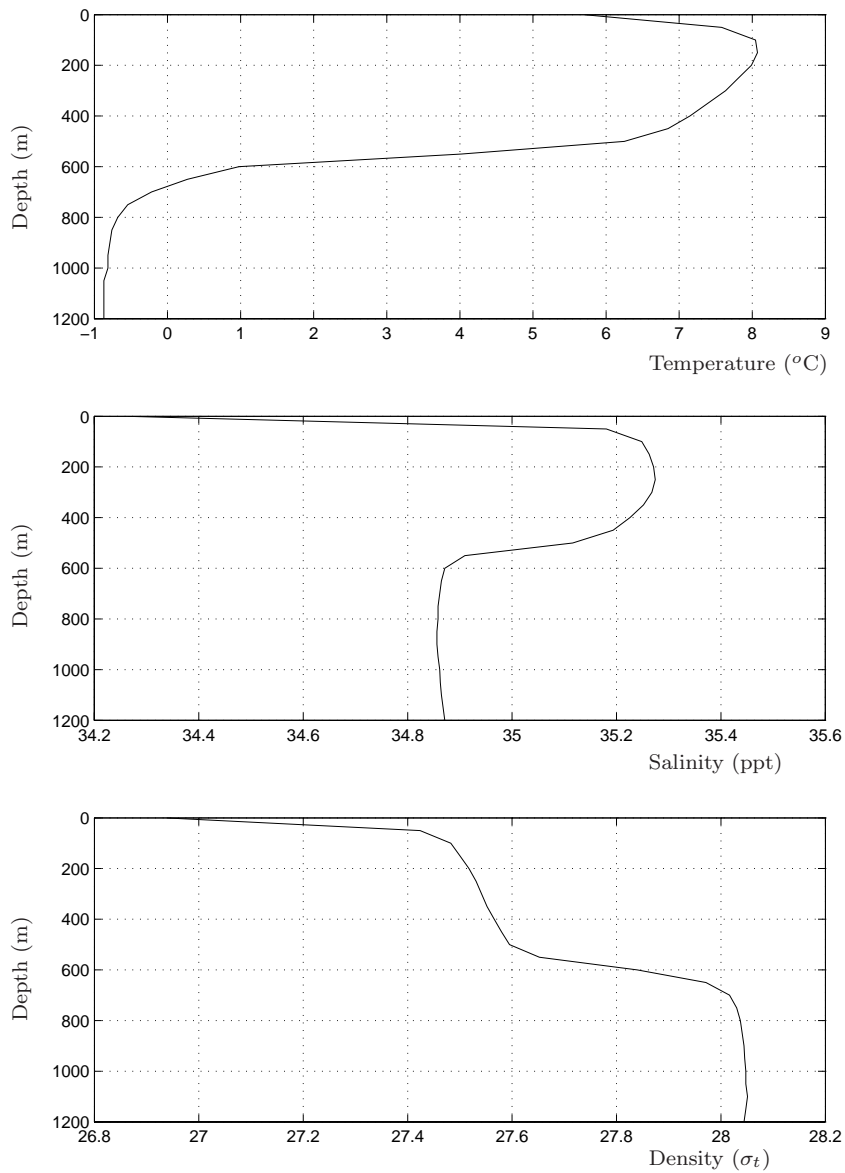 0
200
400
600
800
1000
1200
Depth (m)
−1 0 1 2 3 4 5 6 7 8 9
Temperature (°C)
0
200
400
600
800
1000
1200
Depth (m)
34.2 34.4 34.6 34.8 35 35.2 35.4 35.6
Salinity (ppt)
0
200
400
600
800
1000
1200
Depth (m)
26.8 27 27.2 27.4 27.6 27.8 28 28.2
Density (σt)